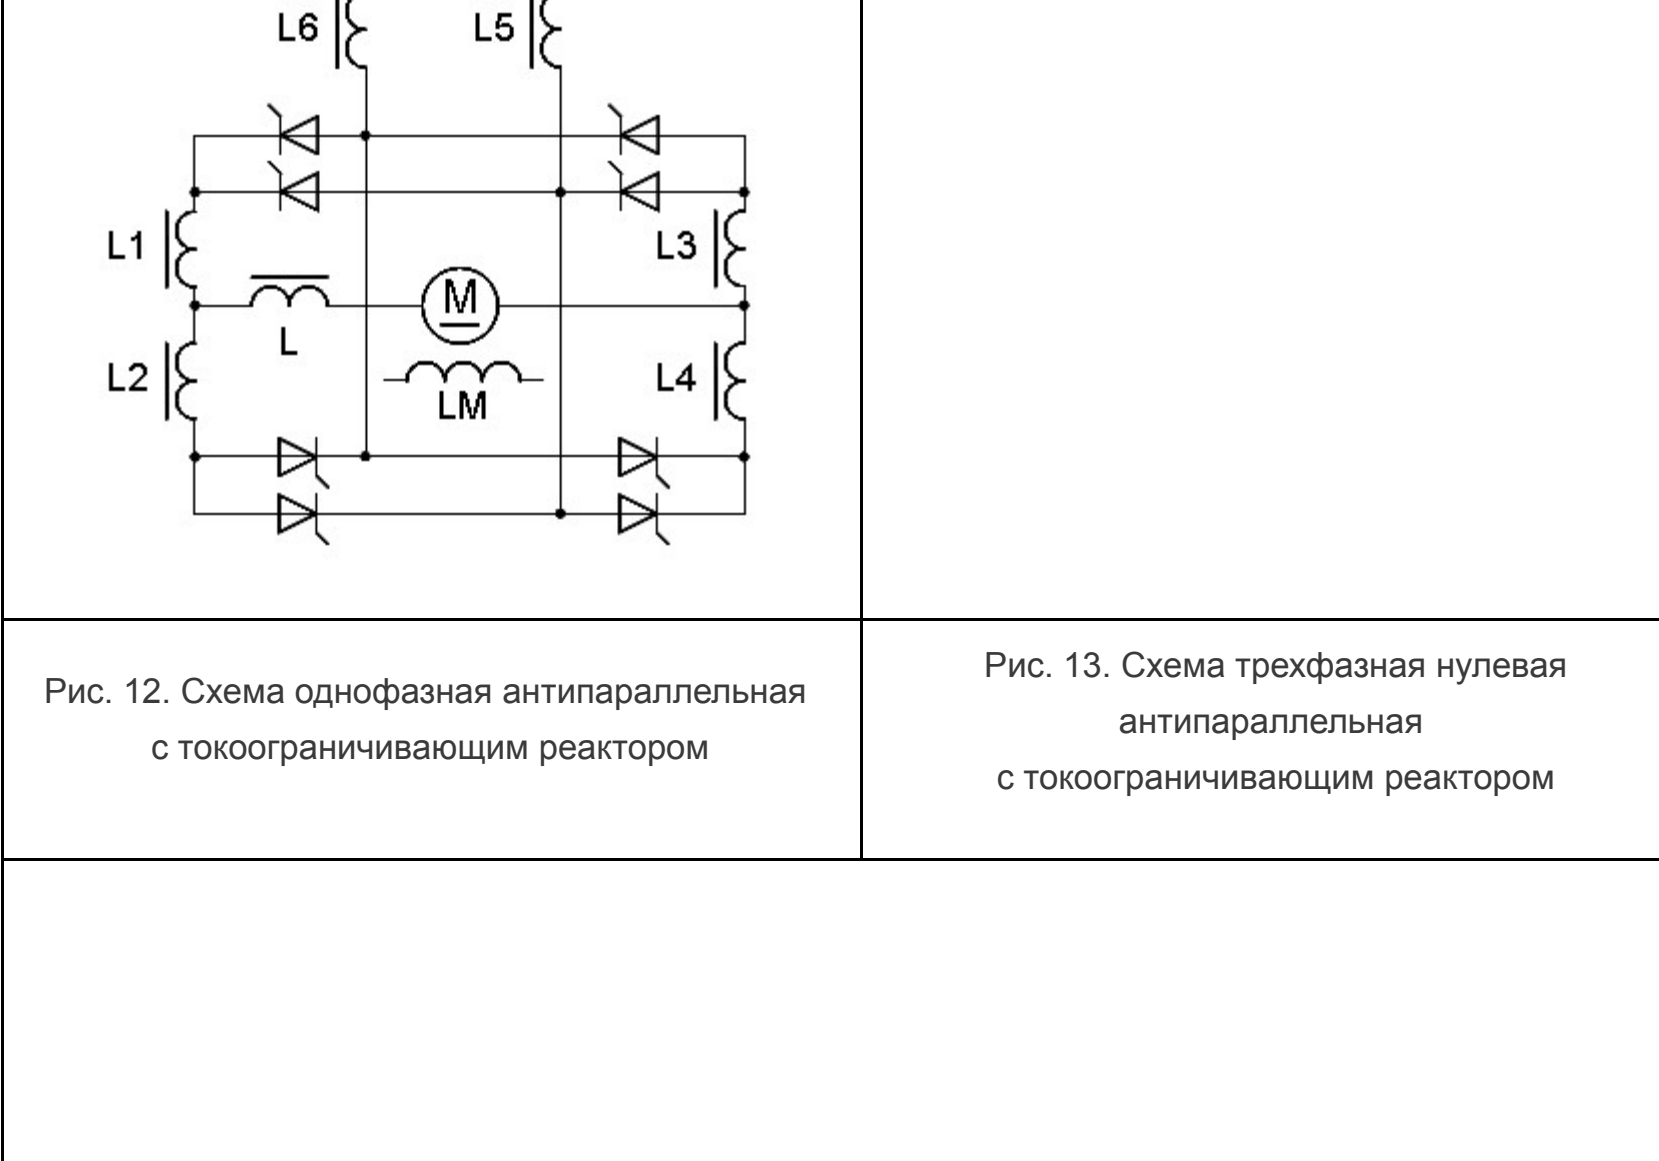 L6 L5
L1 L3
M
L
L2 L4
LM
Рис. 12. Схема однофазная антипараллельная
с токоограничивающим реактором
Рис. 13. Схема трехфазная нулевая
антипараллельная
с токоограничивающим реактором